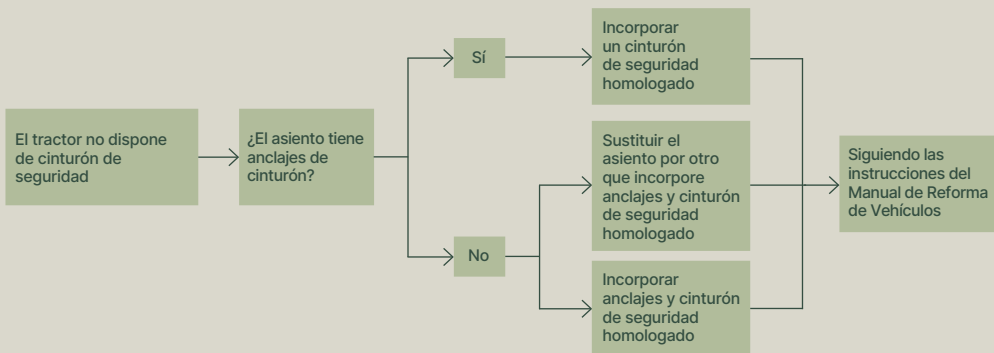 El tractor no dispone
de cinturón de
seguridad
¿El asiento tiene
anclajes de
cinturón?
Sí
No
Incorporar
un cinturón
de seguridad
homologado
Sustituir el
asiento por otro
que incorpore
anclajes y cinturón
de seguridad
homologado
Incorporar
anclajes y cinturón
de seguridad
homologado
Siguiendo las
instrucciones del
Manual de Reforma
de Vehículos